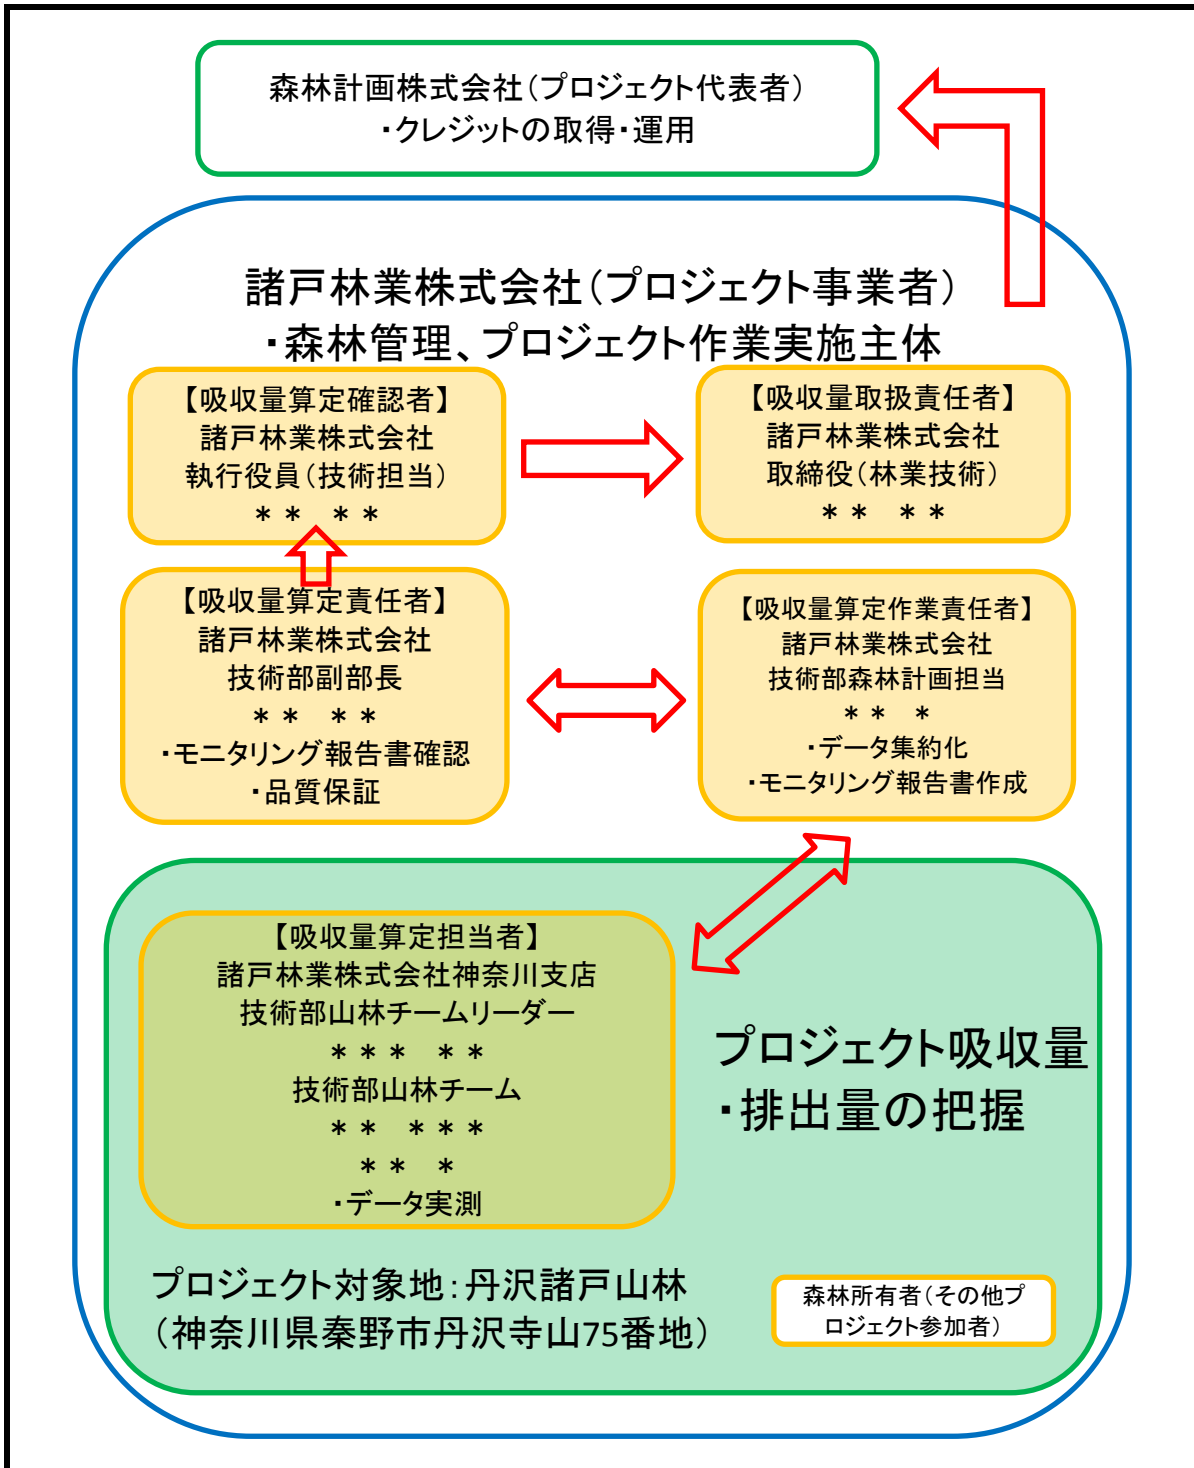 森林計画株式会社(プロジェクト代表者)
・クレジットの取得・運用
諸戸林業株式会社(プロジェクト事業者)
・森林管理、プロジェクト作業実施主体
【吸収量算定確認者】
諸戸林業株式会社
執行役員(技術担当)
＊＊ ＊＊
【吸収量取扱責任者】
諸戸林業株式会社
取締役(林業技術)
＊＊ ＊＊
【吸収量算定責任者】
諸戸林業株式会社
技術部副部長
＊＊ ＊＊
・モニタリング報告書確認
・品質保証
【吸収量算定作業責任者】
諸戸林業株式会社
技術部森林計画担当
＊＊ ＊
・データ集約化
・モニタリング報告書作成
【吸収量算定担当者】
諸戸林業株式会社神奈川支店
技術部山林チームリーダー
＊＊＊ ＊＊
技術部山林チーム
＊＊ ＊＊＊
＊＊ ＊
・データ実測
プロジェクト吸収量
・排出量の把握
プロジェクト対象地:丹沢諸戸山林
(神奈川県秦野市丹沢寺山75番地)
森林所有者(その他プ
ロジェクト参加者)